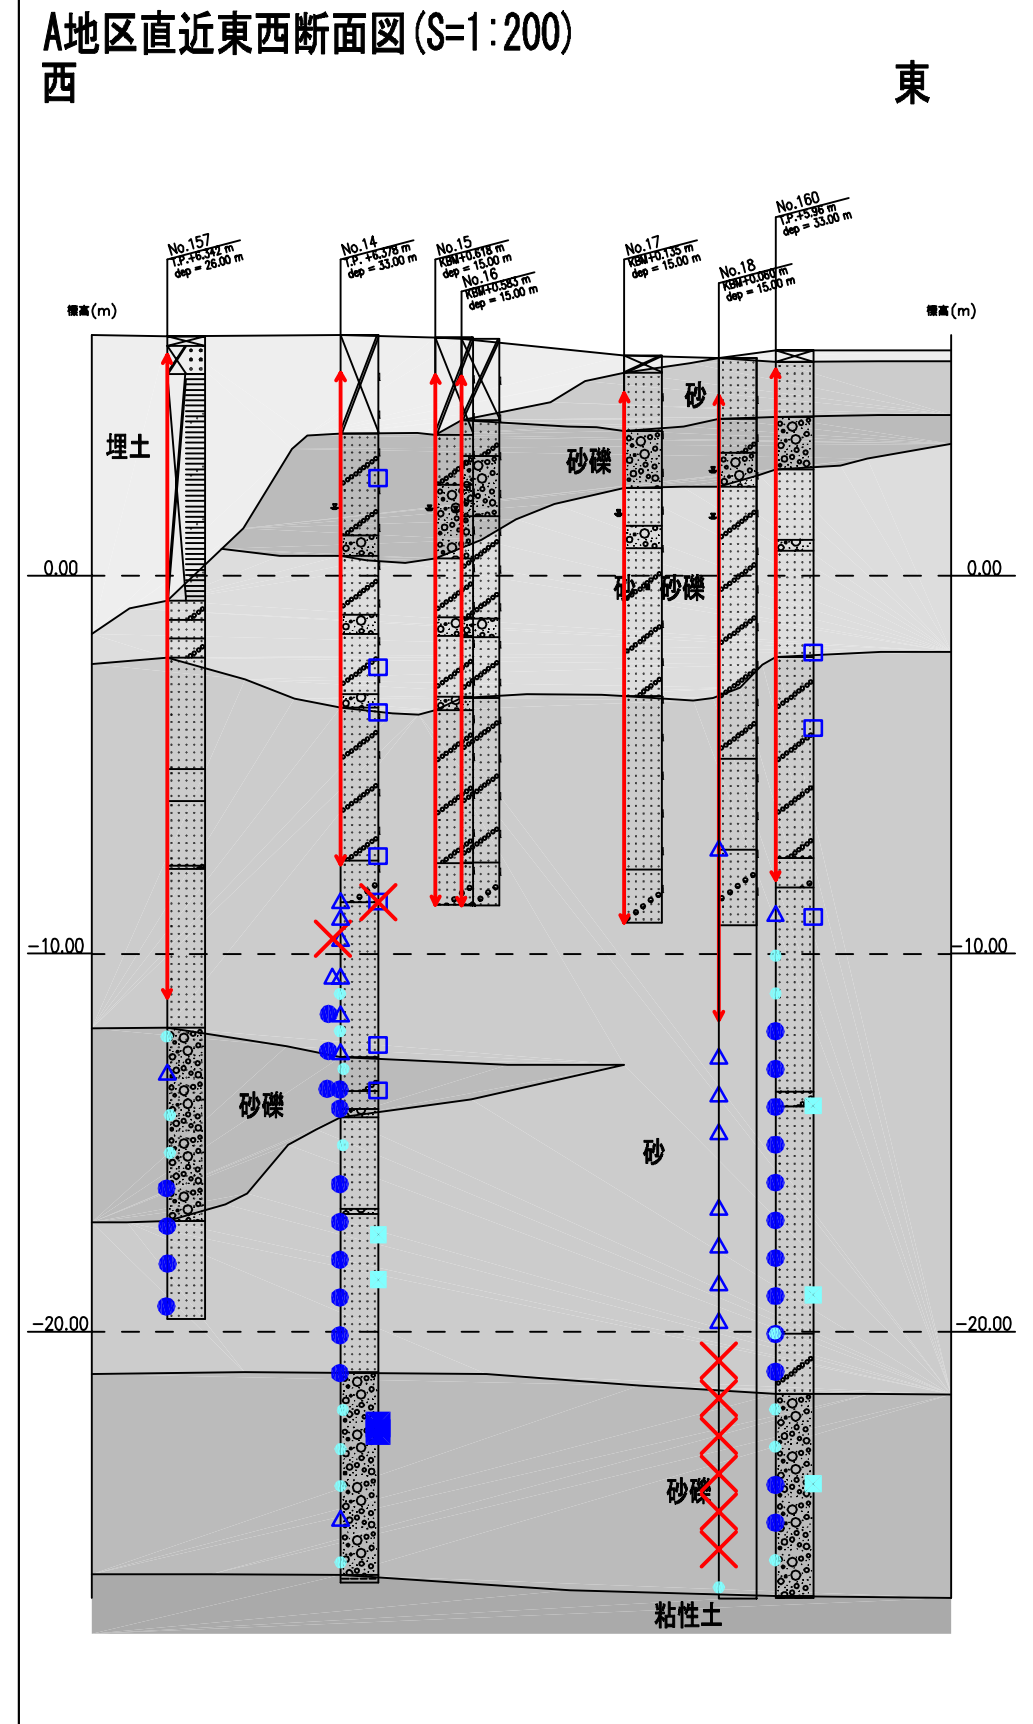 A地区直近東西断面図(S=1:200)
西
東
No.160
T.P.+5.96 m
dep = 33.00 m
No.157
T.P.+6.342 m
dep = 26.00 m
No.14
T.P. +6.378 m
dep = 33.00 m
No.15
KBM+0.618 m
dep = 15.00 m
No.16
KBM+0.583 m
dep = 15.00 m
No.17
KBM+0.135 m
dep = 15.00 m
No.18
KBM+0.060 m
dep = 15.00 m
標高(m)
標高(m)
砂
埋土
砂礫
0.00
0.00
砂・砂礫
-10.00
-10.00
砂礫
砂
-20.00
-20.00
砂礫
粘性土